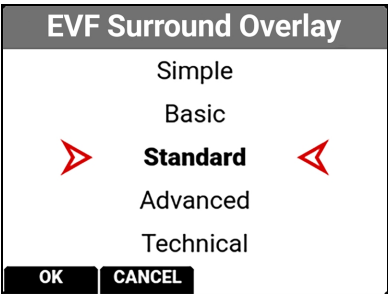 EVF Surround Overlay
Simple
Basic
Standard
Advanced
Technical
OK CANCEL